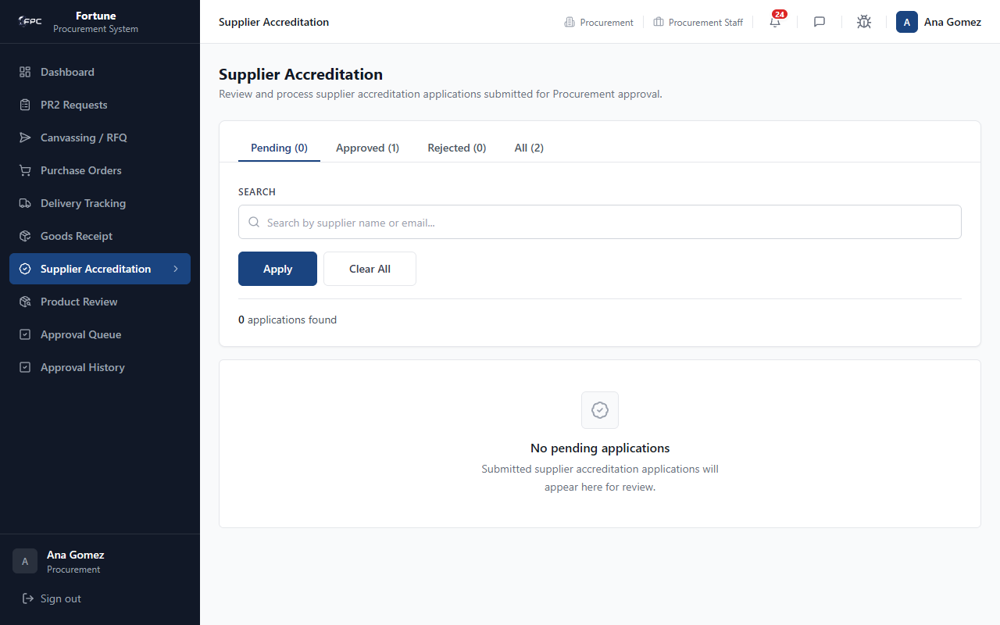 FPC
Fortune
Procurement System
Dashboard
PR2 Requests
Canvassing / RFQ
Purchase Orders
Delivery Tracking
Goods Receipt
Supplier Accreditation
Product Review
Approval Queue
Approval History
A
Ana Gomez
Procurement
Sign out
Supplier Accreditation
Procurement
Procurement Staff
24
A
Ana Gomez
Supplier Accreditation
Review and process supplier accreditation applications submitted for Procurement approval.
Pending (0) Approved (1) Rejected (0) All (2)
SEARCH
Search by supplier name or email...
Apply Clear All
0 applications found
No pending applications
Submitted supplier accreditation applications will
appear here for review.